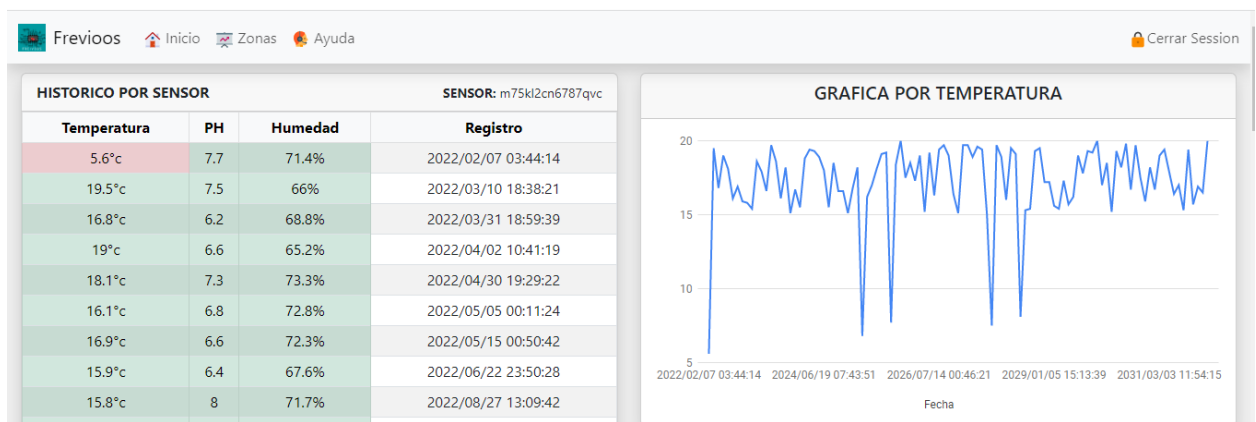 Frevioos Inicio Zonas Ayuda Cerrar Session
HISTORICO POR SENSOR SENSOR: m75kl2cn6787qvc
Temperatura PH Humedad Registro
5.6°c 7.7 71.4% 2022/02/07 03:44:14
19.5°c 7.5 66% 2022/03/10 18:38:21
16.8°c 6.2 68.8% 2022/03/31 18:59:39
19°c 6.6 65.2% 2022/04/02 10:41:19
18.1°c 7.3 73.3% 2022/04/30 19:29:22
16.1°c 6.8 72.8% 2022/05/05 00:11:24
16.9°c 6.6 72.3% 2022/05/15 00:50:42
15.9°c 6.4 67.6% 2022/06/22 23:50:28
15.8°c 8 71.7% 2022/08/27 13:09:42
GRAFICA POR TEMPERATURA
20
15
10
5
2022/02/07 03:44:14 2024/06/19 07:43:51 2026/07/14 00:46:21 2029/01/05 15:13:39 2031/03/03 11:54:15
Fecha